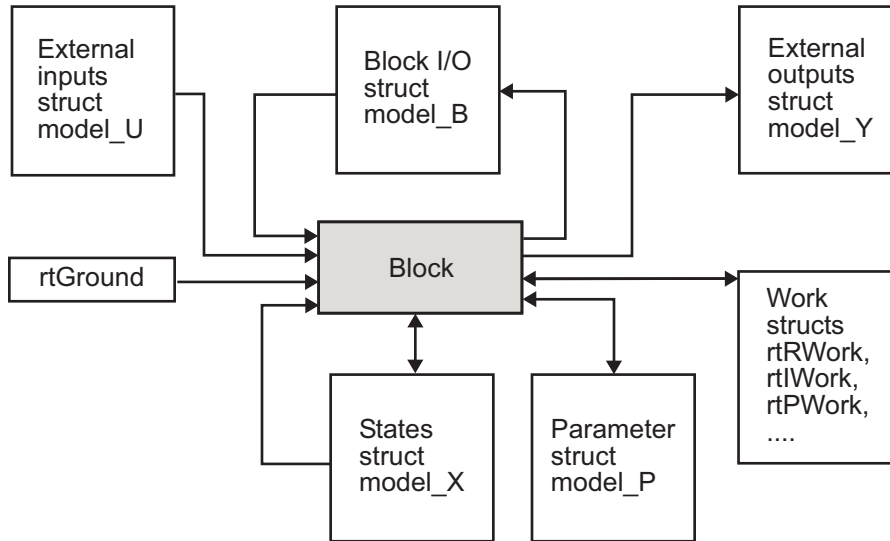 External
inputs
struct
model_U
Block I/O
struct
model_B
External
outputs
struct
model_Y
rtGround
Block
Work
structs
rtRWork,
rtIWork,
rtPWork,
....
States
struct
model_X
Parameter
struct
model_P